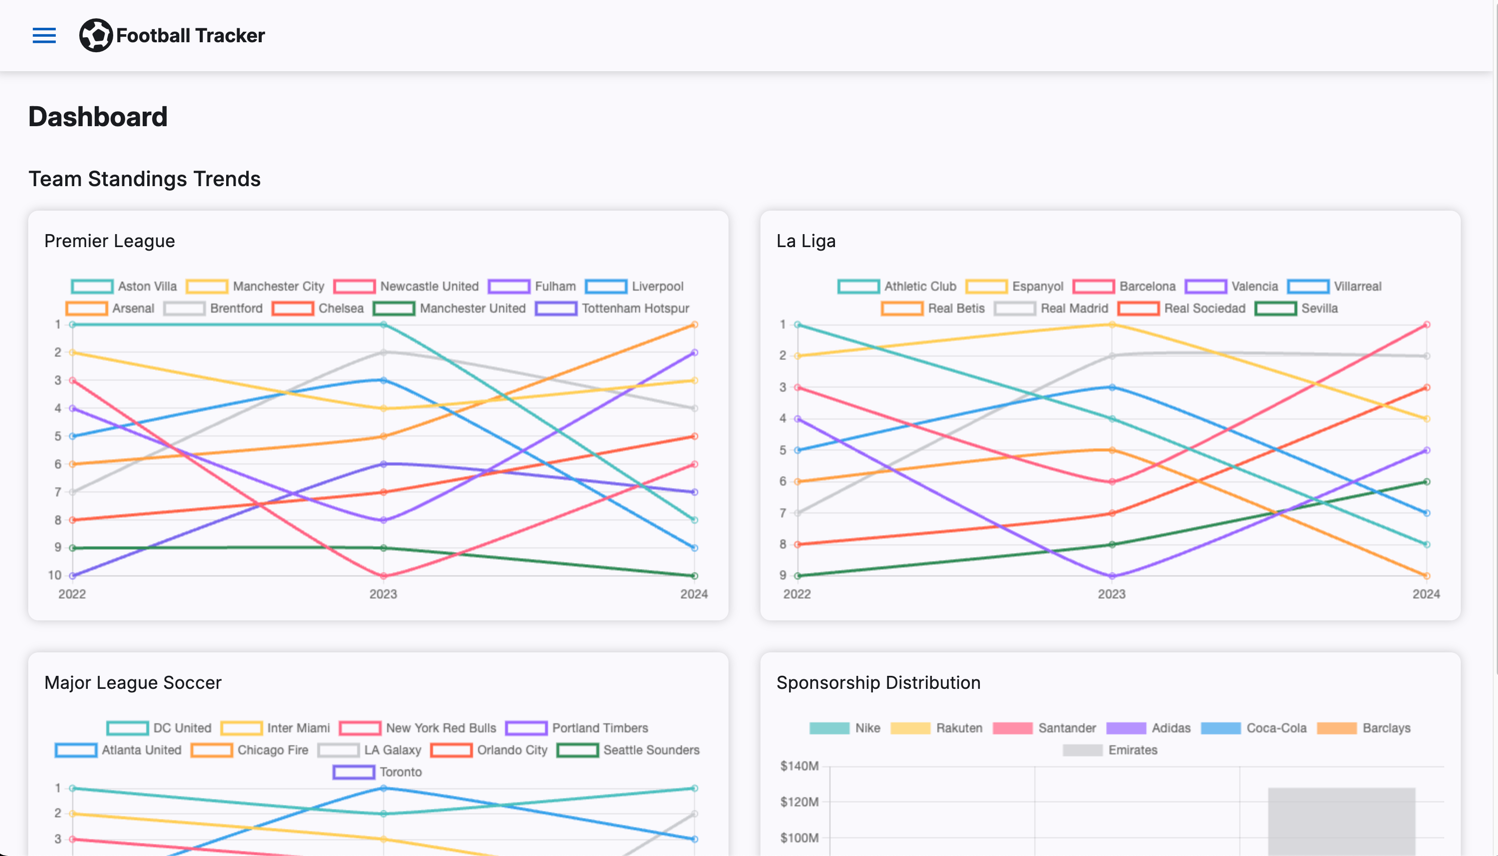 Football Tracker
Dashboard
Team Standings Trends
Premier League
Aston Villa Manchester City Newcastle United Fulham Liverpool
Arsenal Brentford Chelsea Manchester United Tottenham Hotspur
1
2
3
4
5
6
7
8
9
10
2022 2023 2024
La Liga
Athletic Club Espanyol Barcelona Valencia Villarreal
Real Betis Real Madrid Real Sociedad Sevilla
1
2
3
4
5
6
7
8
9
2022 2023 2024
Major League Soccer
DC United Inter Miami New York Red Bulls Portland Timbers
Atlanta United Chicago Fire LA Galaxy Orlando City Seattle Sounders
Toronto
1
2
3
Sponsorship Distribution
Nike Rakuten Santander Adidas Coca-Cola Barclays
Emirates
$140M
$120M
$100M